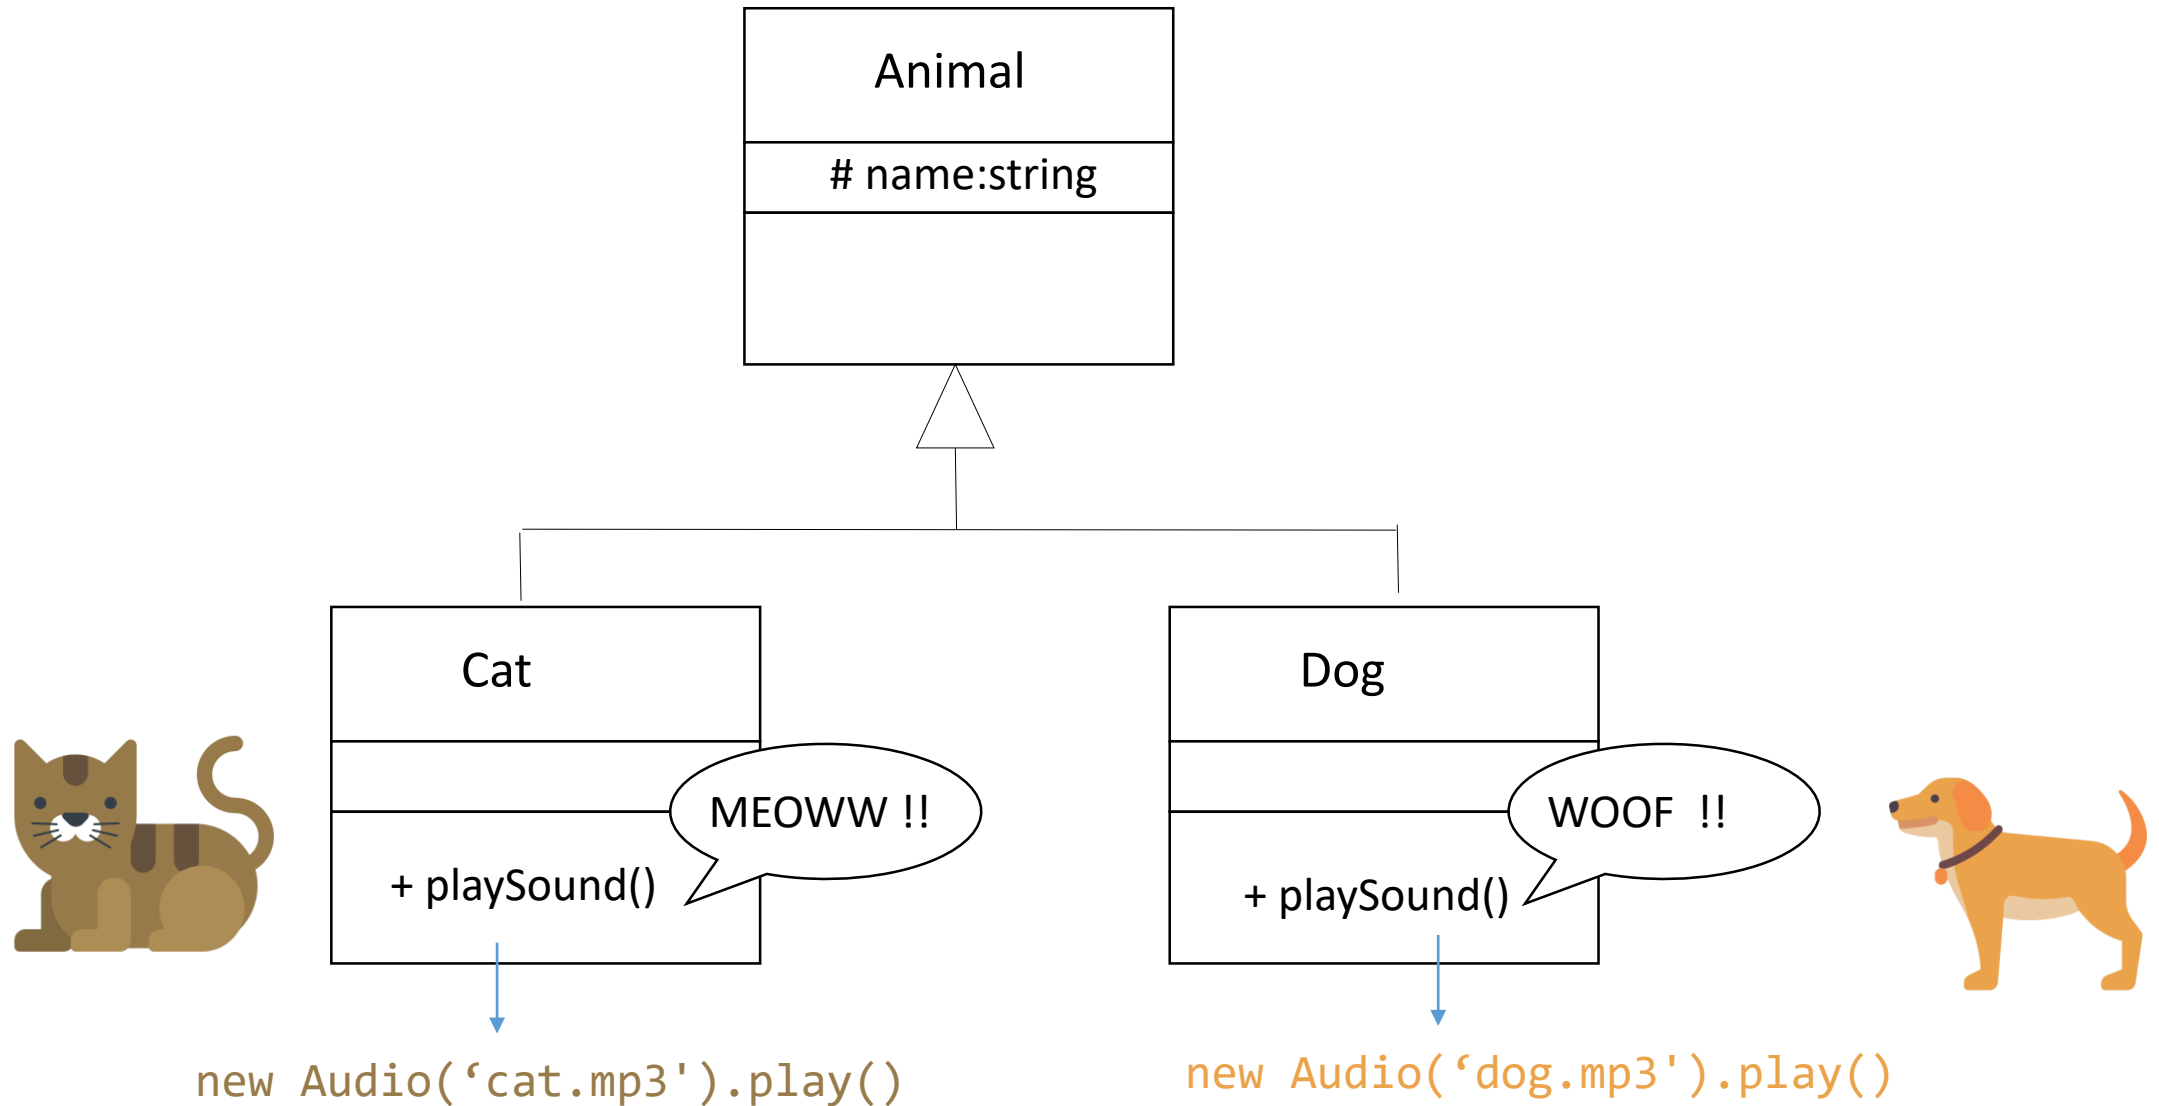 Animal
# name:string
Cat
Dog
MEOWW !!
WOOF  !!
+ playSound()
+ playSound()
new Audio(‘cat.mp3').play()
new Audio(‘dog.mp3').play()